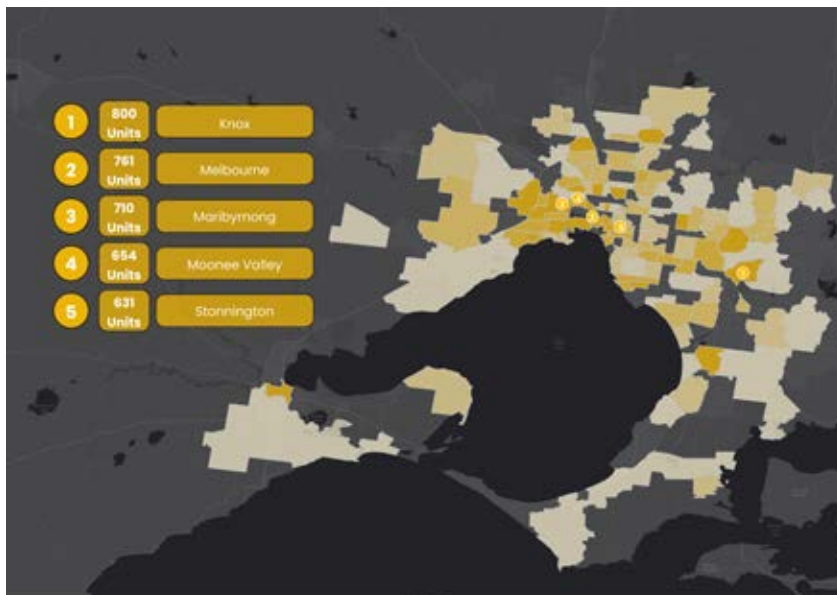 1
800
Units
Knox
2
761
Units
Melbourne
3
710
Units
Maribyrnong
4
654
Units
Moonee Valley
5
631
Units
Stonnington